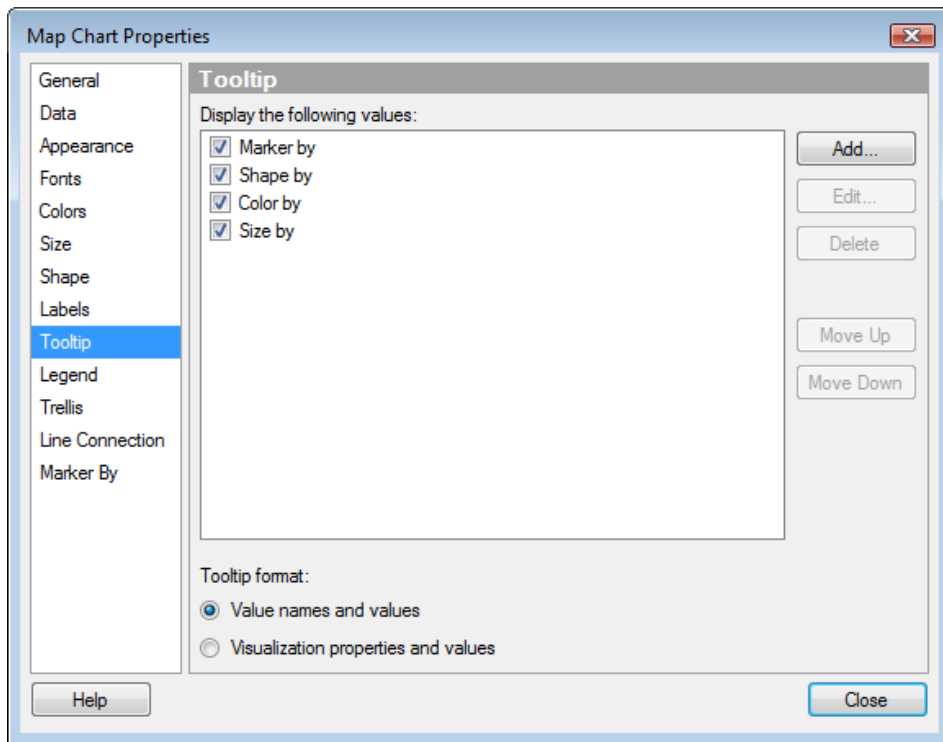 Map Chart Properties
General
Data
Appearance
Fonts
Colors
Size
Shape
Labels
Tooltip
Legend
Trellis
Line Connection
Marker By
Tooltip
Display the following values:
Marker by
Shape by
Color by
Size by
Add...
Edit...
Delete
Move Up
Move Down
Tooltip format:
Value names and values
Visualization properties and values
Help
Close